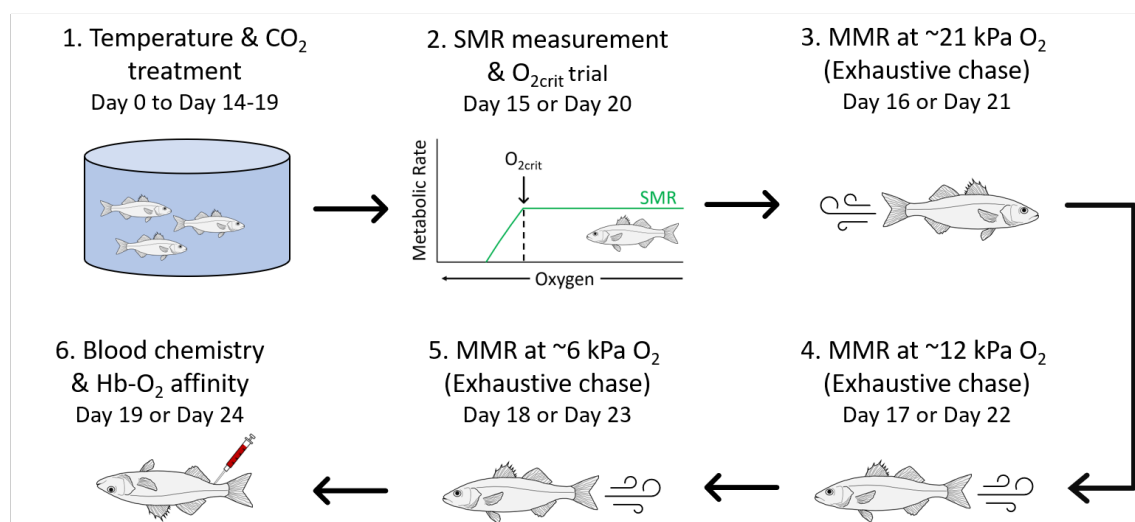 1. Temperature & CO₂
treatment
Day 0 to Day 14-19
2. SMR measurement
& O₂crit trial
Day 15 or Day 20
Metabolic Rate
O₂crit
SMR
Oxygen
3. MMR at ~21 kPa O₂
(Exhaustive chase)
Day 16 or Day 21
4. MMR at ~12 kPa O₂
(Exhaustive chase)
Day 17 or Day 22
5. MMR at ~6 kPa O₂
(Exhaustive chase)
Day 18 or Day 23
6. Blood chemistry
& Hb-O₂ affinity
Day 19 or Day 24